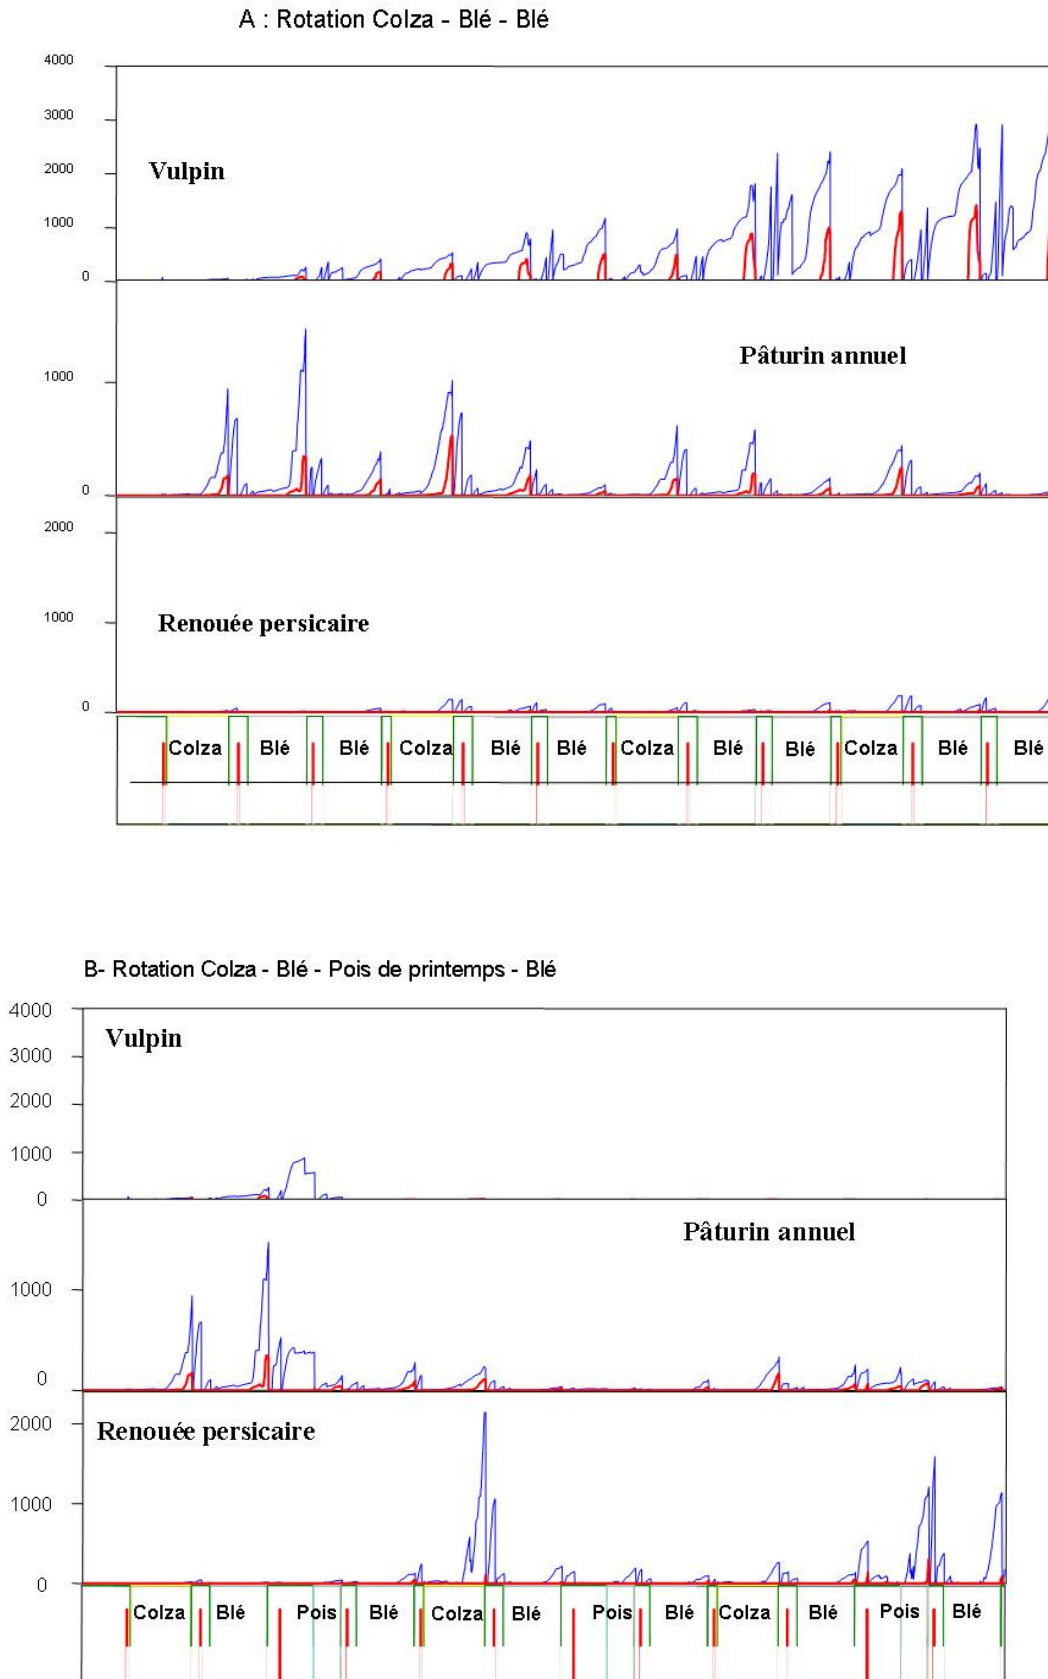 A : Rotation Colza - Blé - Blé
4000
3000
2000
Vulpin
1000
0
Pâturin annuel
1000
0
2000
1000
Renouée persicaire
0
Colza Blé Blé Colza Blé Blé Colza Blé Blé Colza Blé Blé
B- Rotation Colza - Blé - Pois de printemps - Blé
4000
Vulpin
3000
2000
1000
0
Pâturin annuel
1000
0
2000
Renouée persicaire
1000
0
Colza Blé Pois Blé Colza Blé Pois Blé Colza Blé Pois Blé